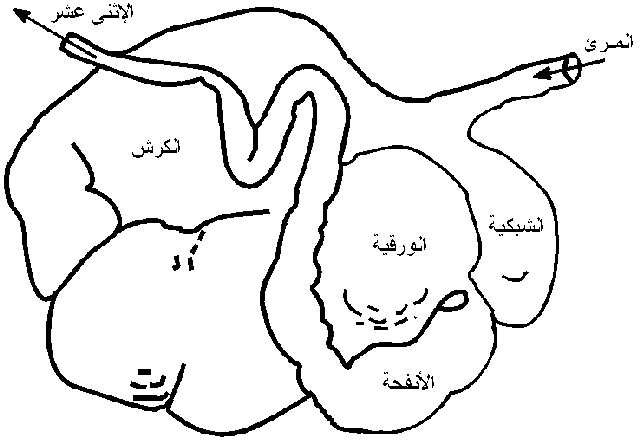 الإثنى عشر
المرئ
الكرش
الشبكية
الورقية
الأنفحة